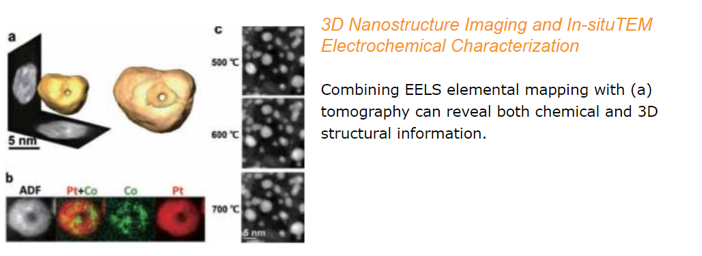 3D Nanostructure Imaging and In-situTEM
Electrochemical Characterization
Combining EELS elemental mapping with (a)
tomography can reveal both chemical and 3D
structural information.
a
5 nm
b
ADF
Pt+Co
Co
Pt
c
500 °C
600 °C
700 °C
5 nm